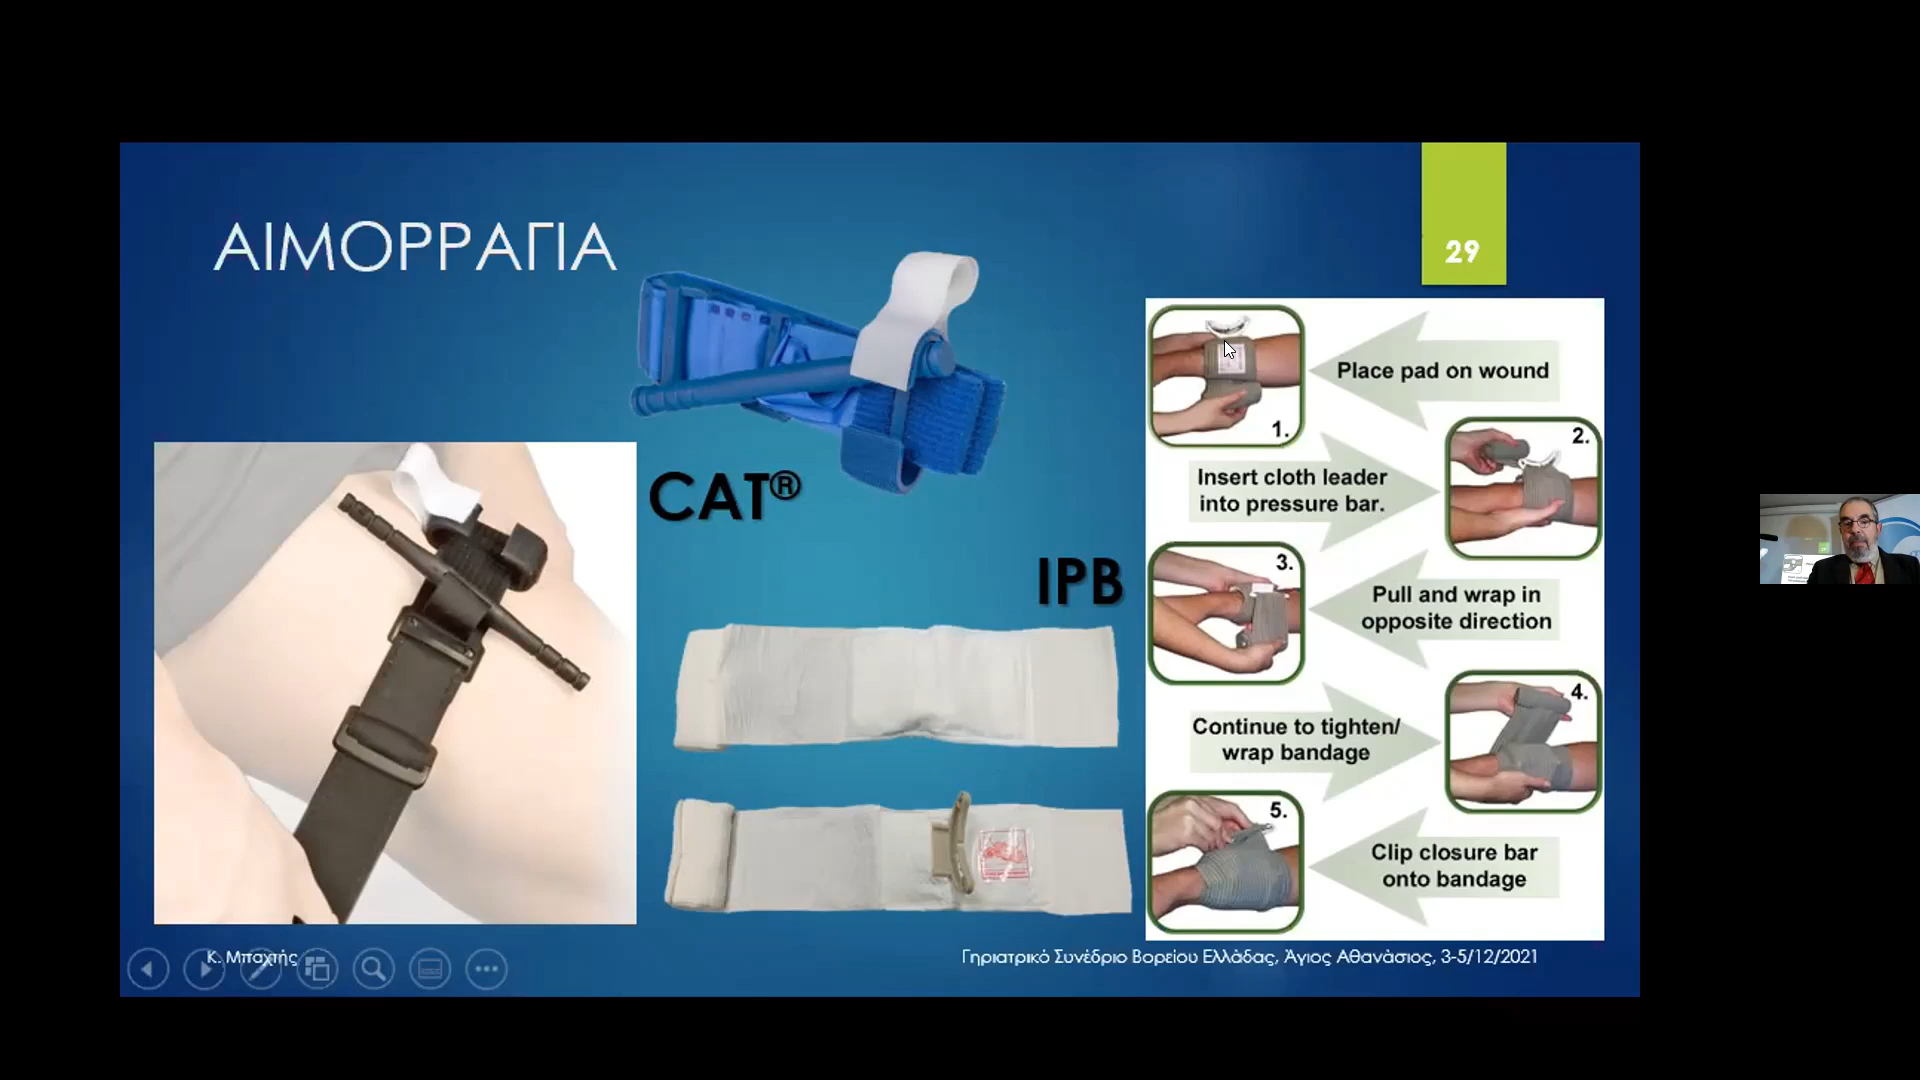 ΑΙΜΟΡΡΑΓΙΑ
29
CAT®
IPB
Place pad on wound
1.
2.
Insert cloth leader
into pressure bar.
3.
Pull and wrap in
opposite direction
4.
Continue to tighten/
wrap bandage
5.
Clip closure bar
onto bandage
Κ. Μπαχτής
Γηριατρικό Συνέδριο Βορείου Ελλάδας, Άγιος Αθανάσιος, 3-5/12/2021